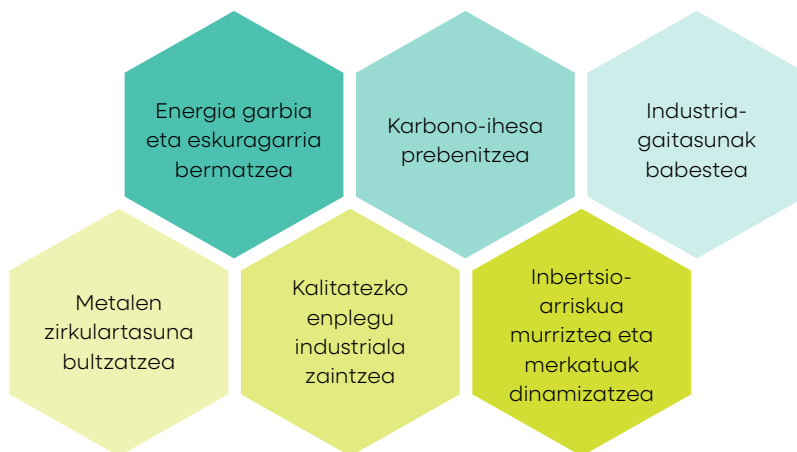 Energia garbia
eta eskuragarria
bermatzea
Karbono-ihesa
prebenitzea
Industria-
gaitasunak
babestea
Metalen
zirkulartasuna
bultzatzea
Kalitatezko
enplegu
industriala
zaintzea
Inbertsio-
arriskua
murriztea eta
merkatuak
dinamizatzea